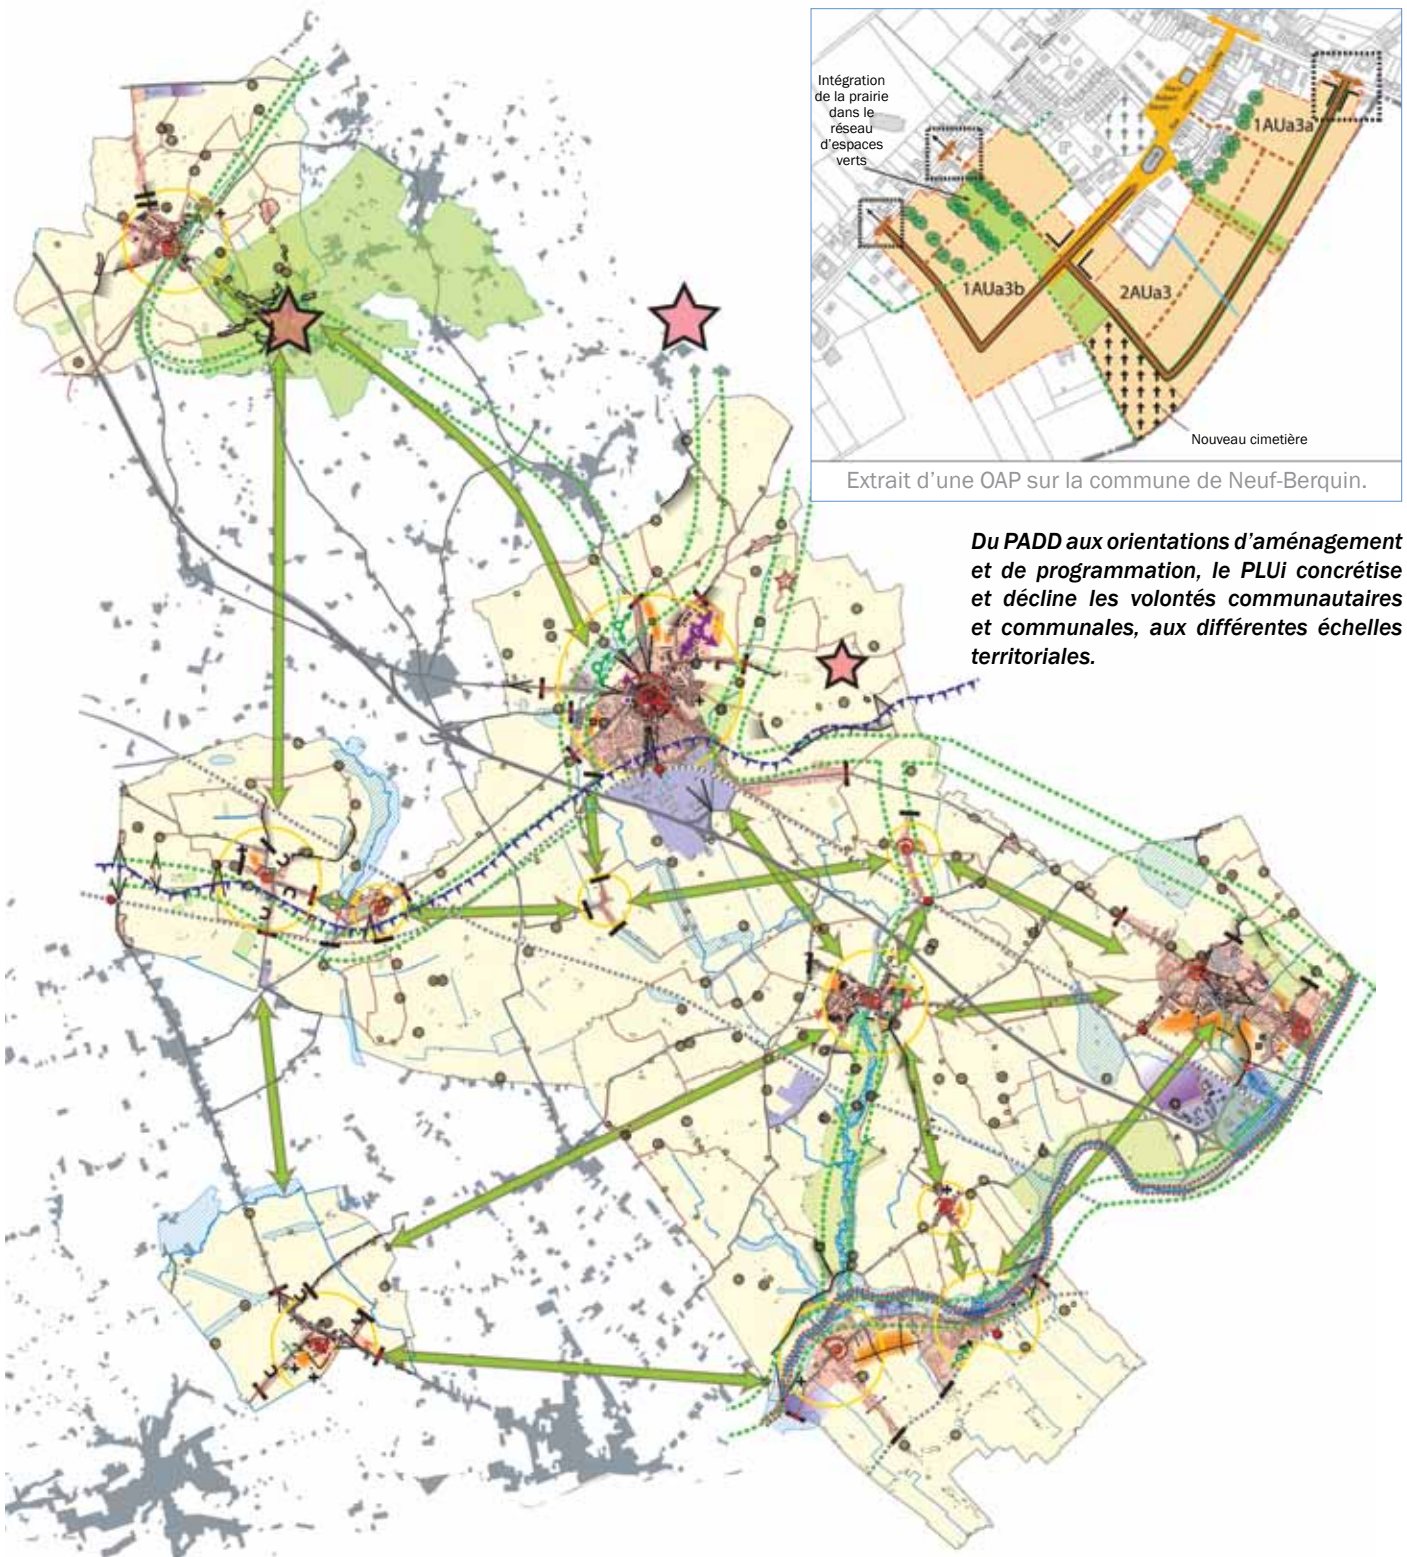 Intégration
de la prairie
dans le
réseau
d'espaces
verts
1AUa3a
1AUa3b
2AUa3
Nouveau cimetière
Extrait d'une OAP sur la commune de Neuf-Berquin.
Du PADD aux orientations d'aménagement
et de programmation, le PLUi concrétise
et décline les volontés communautaires
et communales, aux différentes échelles
territoriales.